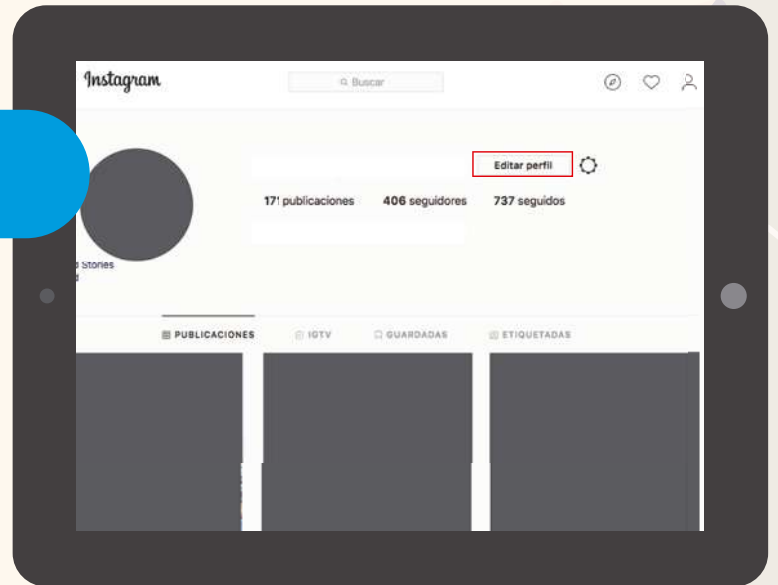 Instagram
Buscar
Editar perfil
publicaciones 406 seguidores 737 seguidos
Stories
PUBLICACIONES IGTV GUARDADAS ETIQUETADAS